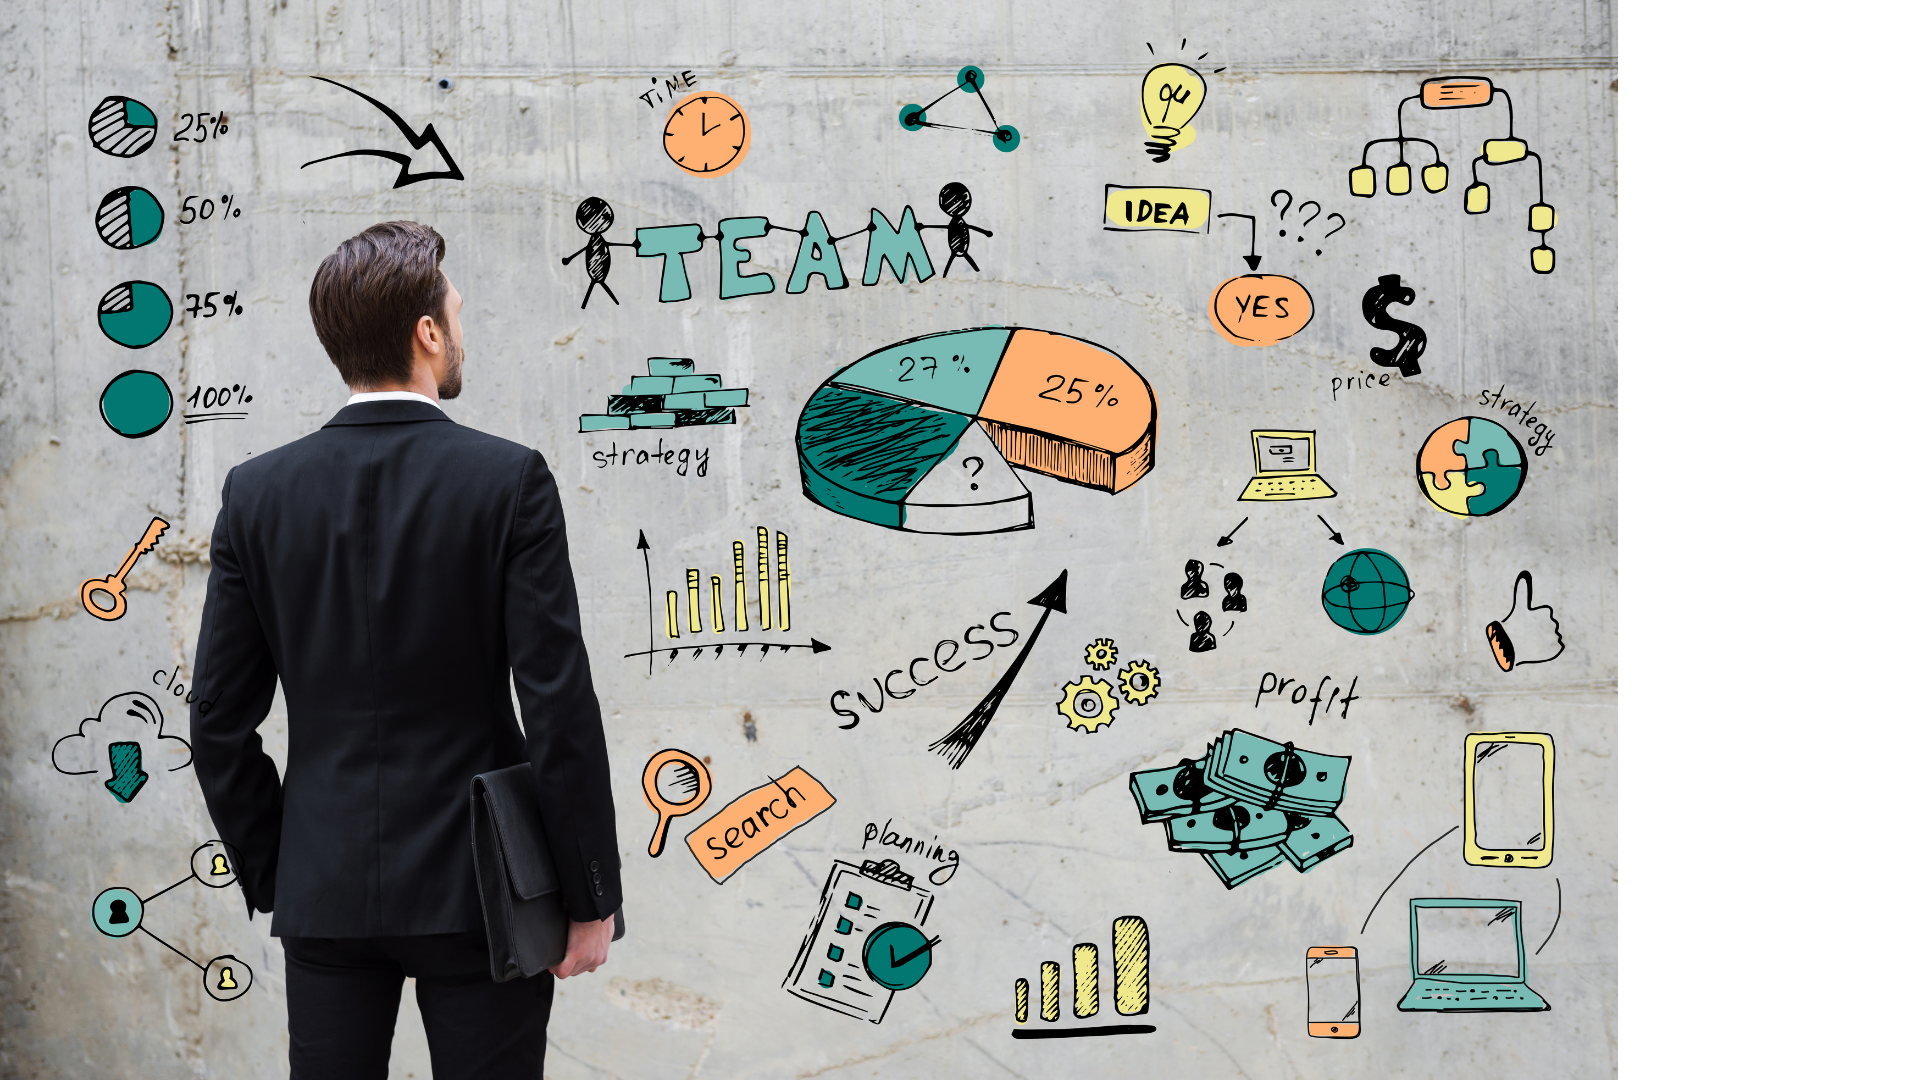 25%
50%
75%
100%
TIME
TEAM
IDEA
???
YES
price
27%
25%
?
strategy
strategy
SUCCESS
cloud
profit
search
planning